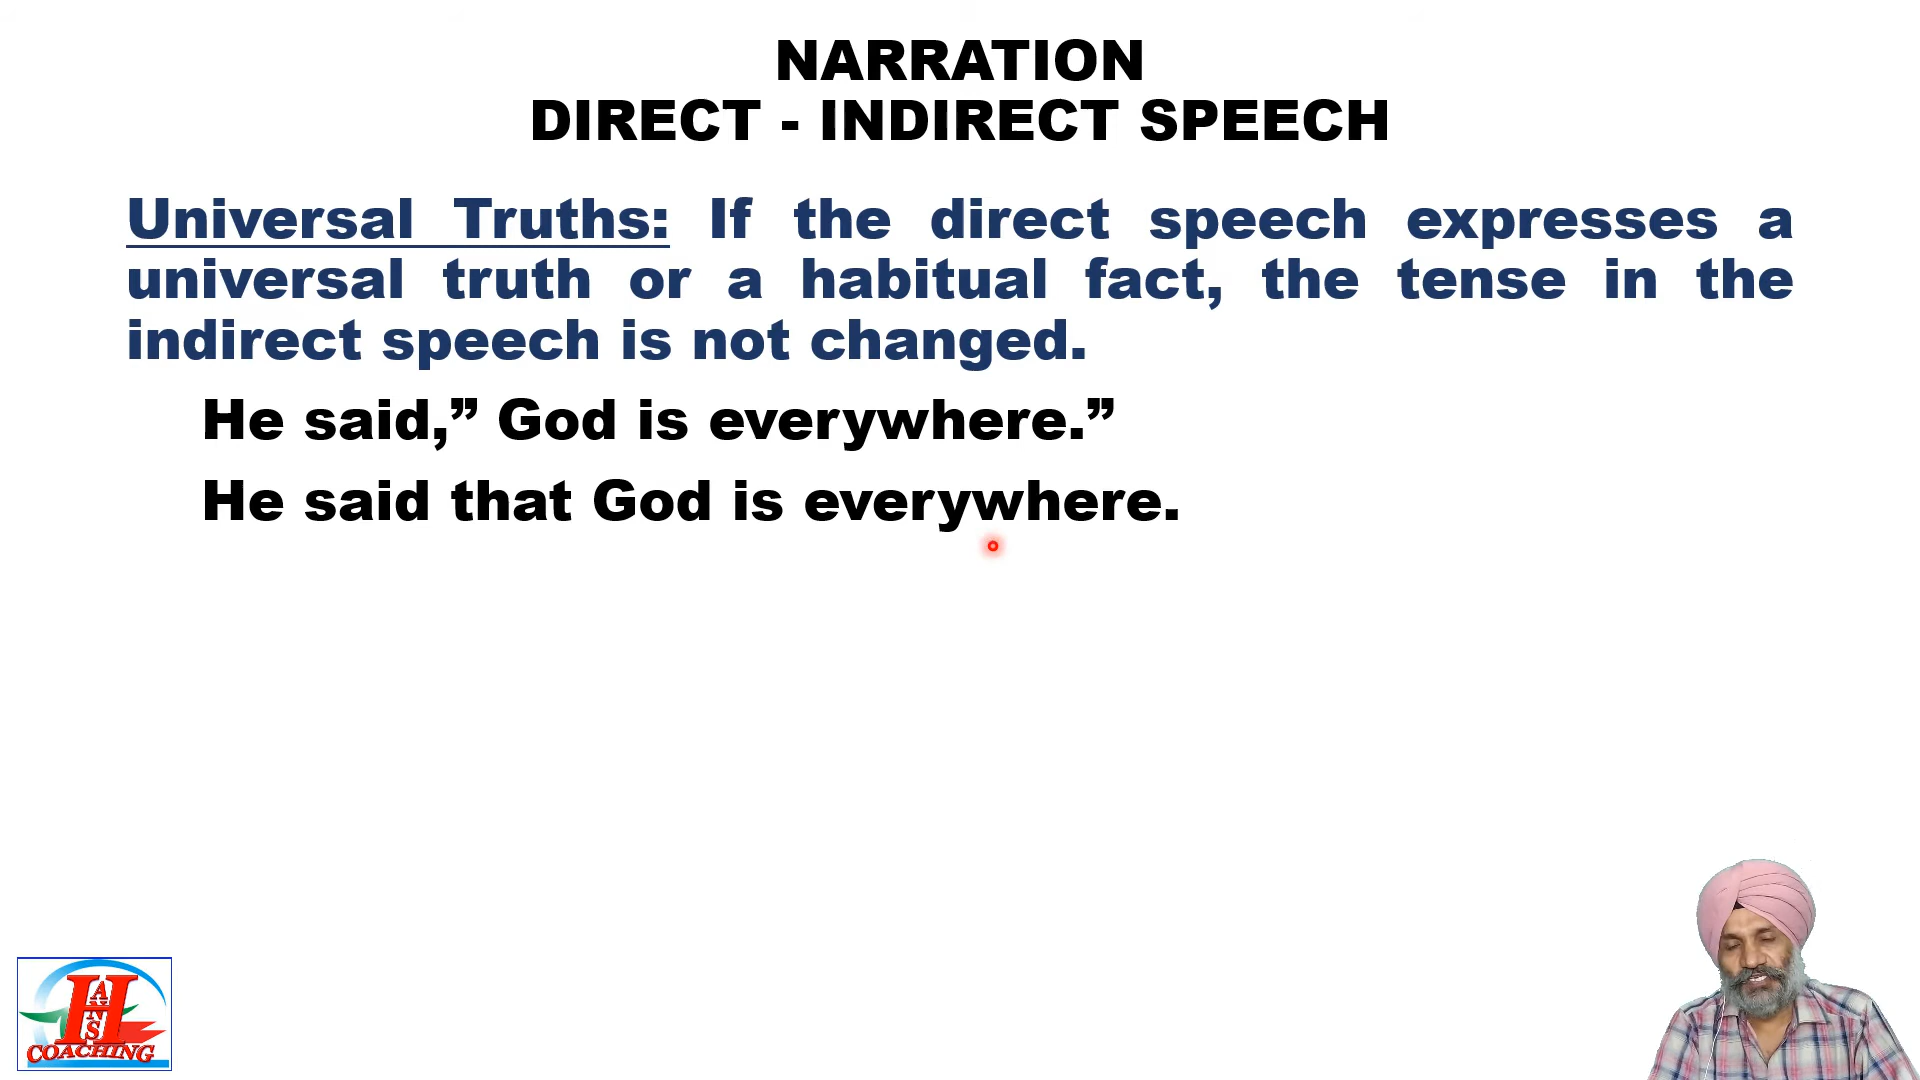 NARRATION
DIRECT - INDIRECT SPEECH
Universal Truths: If the direct speech expresses a
universal truth or a habitual fact, the tense in the
indirect speech is not changed.
He said,” God is everywhere.”
He said that God is everywhere.
HANS
COACHING